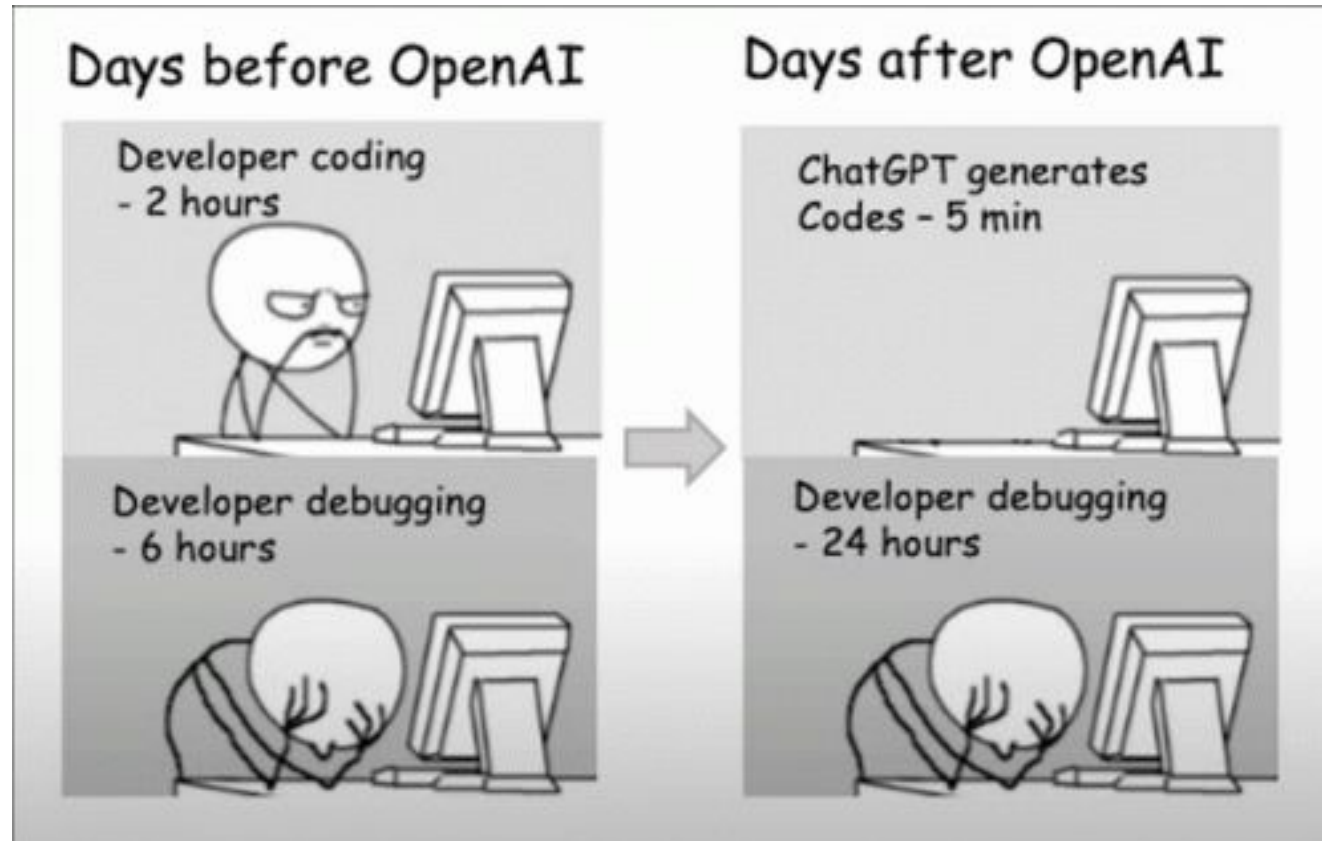 Days before OpenAI
Developer coding
- 2 hours
Developer debugging
- 6 hours
Days after OpenAI
ChatGPT generates
Codes – 5 min
Developer debugging
- 24 hours